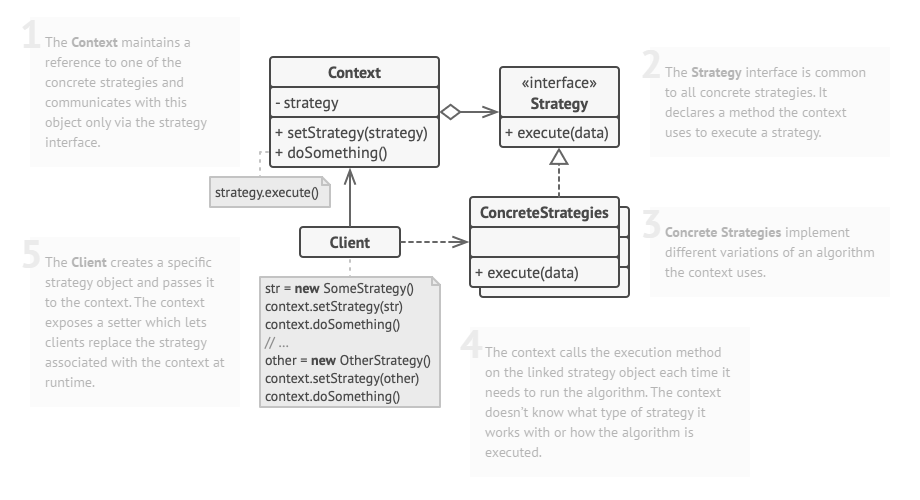 1
The Context maintains a
reference to one of the
concrete strategies and
communicates with this
object only via the strategy
interface.
Context
- strategy
+ setStrategy(strategy)
+ doSomething()
strategy.execute()
«interface»
Strategy
+ execute(data)
2
The Strategy interface is common
to all concrete strategies. It
declares a method the context
uses to execute a strategy.
ConcreteStrategies
+ execute(data)
3
Concrete Strategies implement
different variations of an algorithm
the context uses.
Client
str = new SomeStrategy()
context.setStrategy(str)
context.doSomething()
// ...
other = new OtherStrategy()
context.setStrategy(other)
context.doSomething()
5
The Client creates a specific
strategy object and passes it
to the context. The context
exposes a setter which lets
clients replace the strategy
associated with the context at
runtime.
4
The context calls the execution method
on the linked strategy object each time it
needs to run the algorithm. The context
doesn't know what type of strategy it
works with or how the algorithm is
executed.